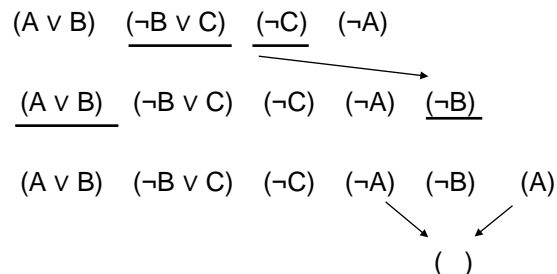 (A ∨ B) (¬B ∨ C) (¬C) (¬A)
(A ∨ B) (¬B ∨ C) (¬C) (¬A) (¬B)
(A ∨ B) (¬B ∨ C) (¬C) (¬A) (¬B) (A)
( )